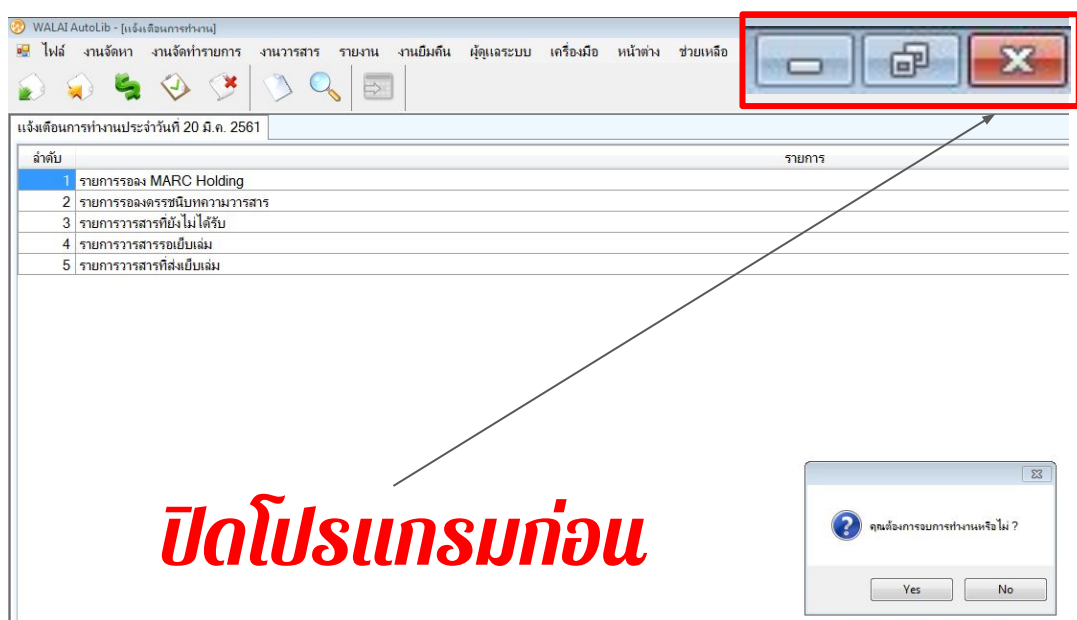 WALAI AutoLib - [แจ้งเตือนการทำงาน]
ไฟล์ งานจัดหา งานจัดทำรายการ งานวารสาร รายงาน งานยืมคืน ผู้ดูแลระบบ เครื่องมือ หน้าต่าง ช่วยเหลือ
แจ้งเตือนการทำงานประจำวันที่ 20 มี.ค. 2561
ลำดับ รายการ
1 รายการรอลง MARC Holding
2 รายการรอลงดรรชนีบทความวารสาร
3 รายการวารสารที่ยังไม่ได้รับ
4 รายการวารสารรอเย็บเล่ม
5 รายการวารสารที่ส่งเย็บเล่ม
ปิดโปรแกรมก่อน
คุณต้องการจบการทำงานหรือไม่ ?
Yes No